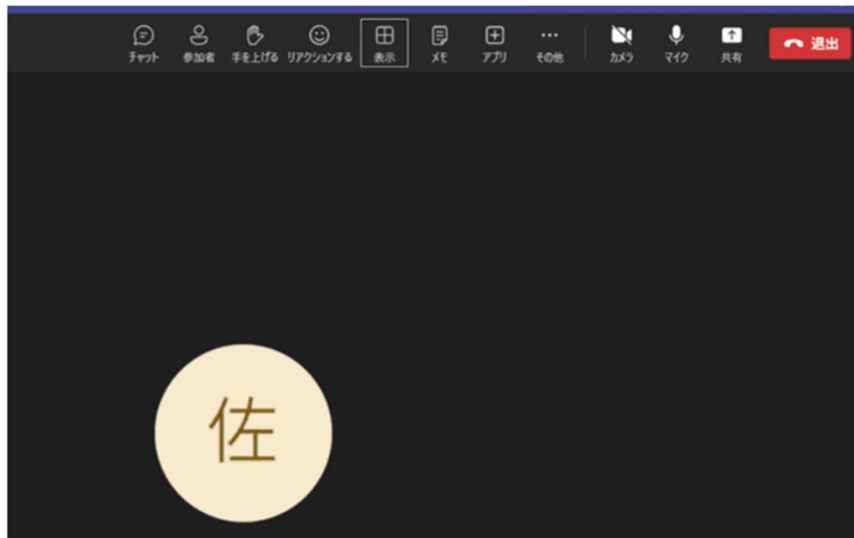 チャット 参加者 手を上げる リアクションする 表示 メモ アプリ その他 カメラ マイク 共有 退出
佐